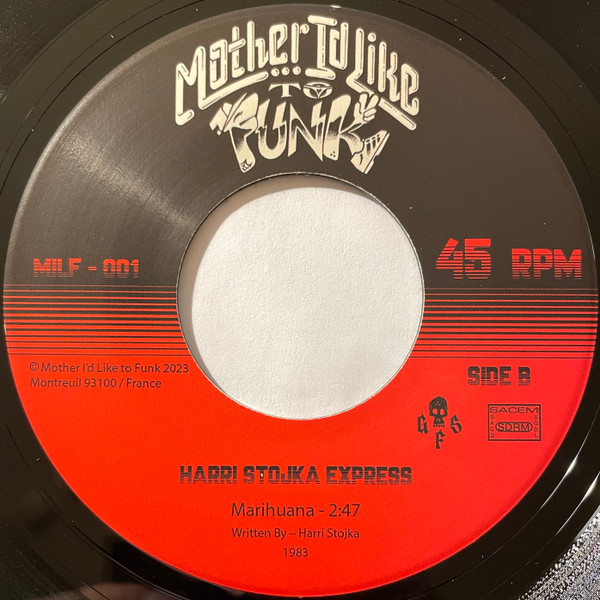 Mother I'd Like
... TO
FUNK
MILF - 001
45 RPM
© Mother I'd Like to Funk 2023
Montreuil 93100 / France
SIDE B
G F S
SACEM
SDRM
HARRI STOJKA EXPRESS
Marihuana - 2:47
Written By – Harri Stojka
1983